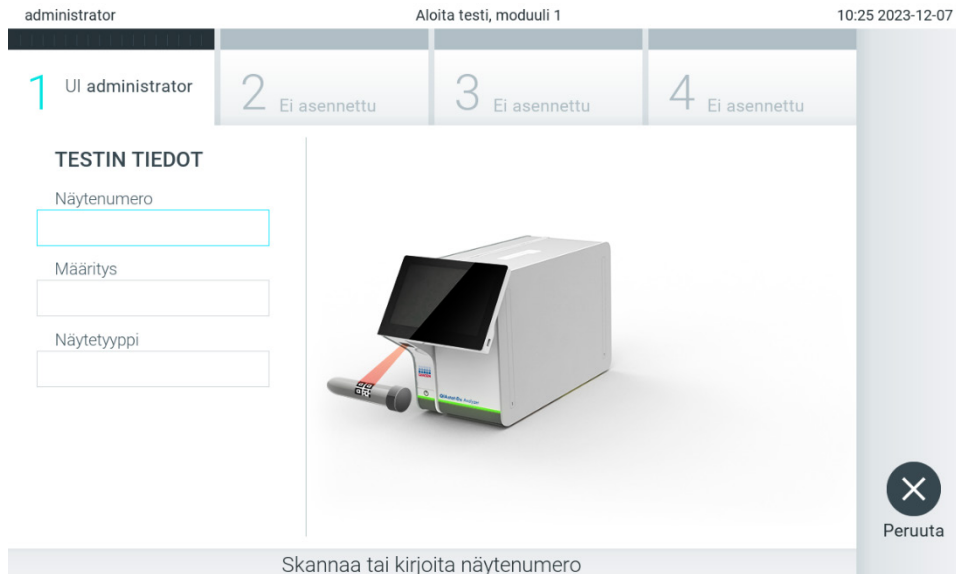 administrator
Aloita testi, moduuli 1
10:25 2023-12-07
1 UI administrator
2 Ei asennettu
3 Ei asennettu
4 Ei asennettu
TESTIN TIEDOT
Näytenumero
Määritys
Näytetyyppi
Peruuta
Skannaa tai kirjoita näytenumero